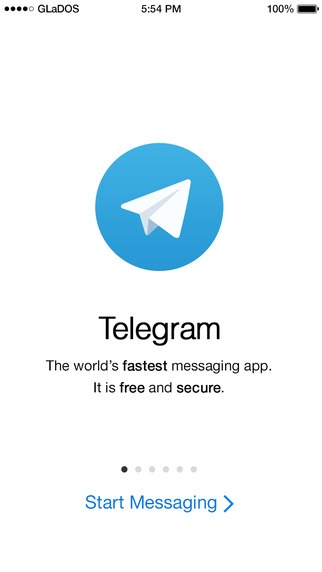 GLaDOS 5:54 PM 100%
Telegram
The world’s fastest messaging app.
It is free and secure.
Start Messaging